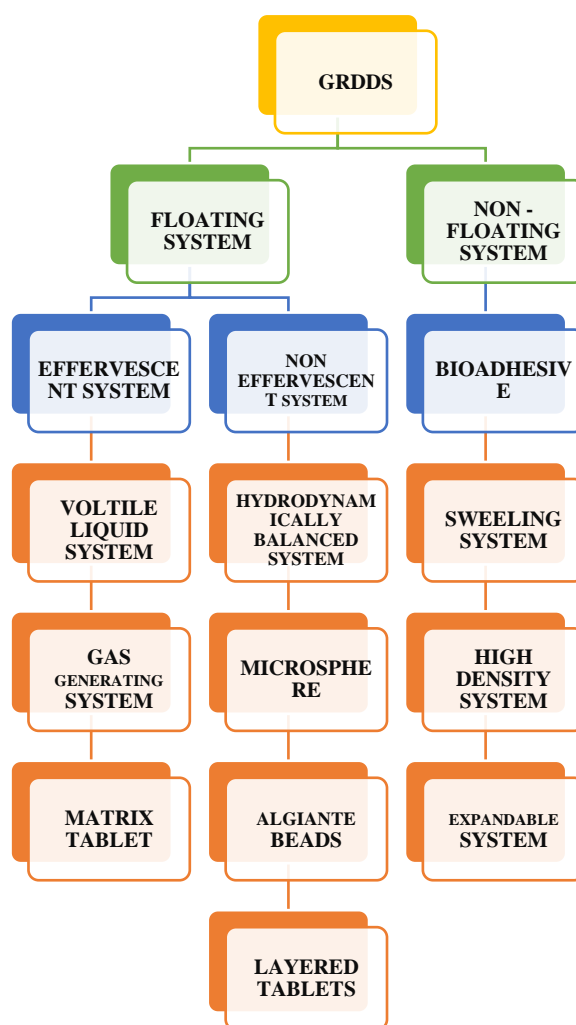 GRDDS
FLOATING
SYSTEM
NON -
FLOATING
SYSTEM
EFFERVESCE
NT SYSTEM
NON
EFFERVESCEN
T SYSTEM
BIOADHESIV
E
VOLTILE
LIQUID
SYSTEM
HYDRODYNAM
ICALLY
BALANCED
SYSTEM
SWEELING
SYSTEM
GAS
GENERATING
SYSTEM
MICROSPHE
RE
HIGH
DENSITY
SYSTEM
MATRIX
TABLET
ALGIANTE
BEADS
EXPANDABLE
SYSTEM
LAYERED
TABLETS